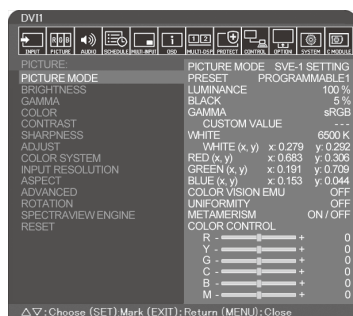 DVI1
INPUT PICTURE AUDIO SCHEDULE MULTI-INPUT OSD MULTI-DSP PROTECT CONTROL OPTION SYSTEM C MODULE
PICTURE:
PICTURE MODE
BRIGHTNESS
GAMMA
COLOR
CONTRAST
SHARPNESS
ADJUST
COLOR SYSTEM
INPUT RESOLUTION
ASPECT
ADVANCED
ROTATION
SPECTRAVIEW ENGINE
RESET
PICTURE MODE SVE-1 SETTING
PRESET PROGRAMMABLE1
LUMINANCE 100 %
BLACK 5 %
GAMMA sRGB
CUSTOM VALUE ---
WHITE 6500 K
WHITE (x, y) x: 0.279 y: 0.292
RED (x, y) x: 0.683 y: 0.306
GREEN (x, y) x: 0.191 y: 0.709
BLUE (x, y) x: 0.153 y: 0.044
COLOR VISION EMU OFF
UNIFORMITY OFF
METAMERISM ON / OFF
COLOR CONTROL
R - + 0
Y - + 0
G - + 0
C - + 0
B - + 0
M - + 0
△▽:Choose (SET):Mark (EXIT):Return (MENU):Close